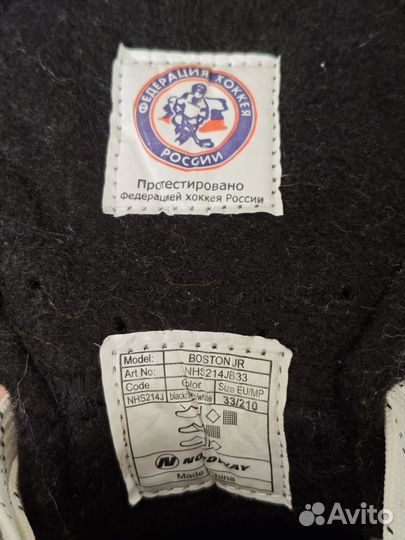 ФЕДЕРАЦИЯ ХОККЕЯ
РОССИИ
Протестировано
Федерацией хоккея России
Model: BOSTON JR
Art No: NHS214JB33
Code Color Size EU/MP
NHS214J black/ /white 33/210
NORDWAY
Made China
Avito